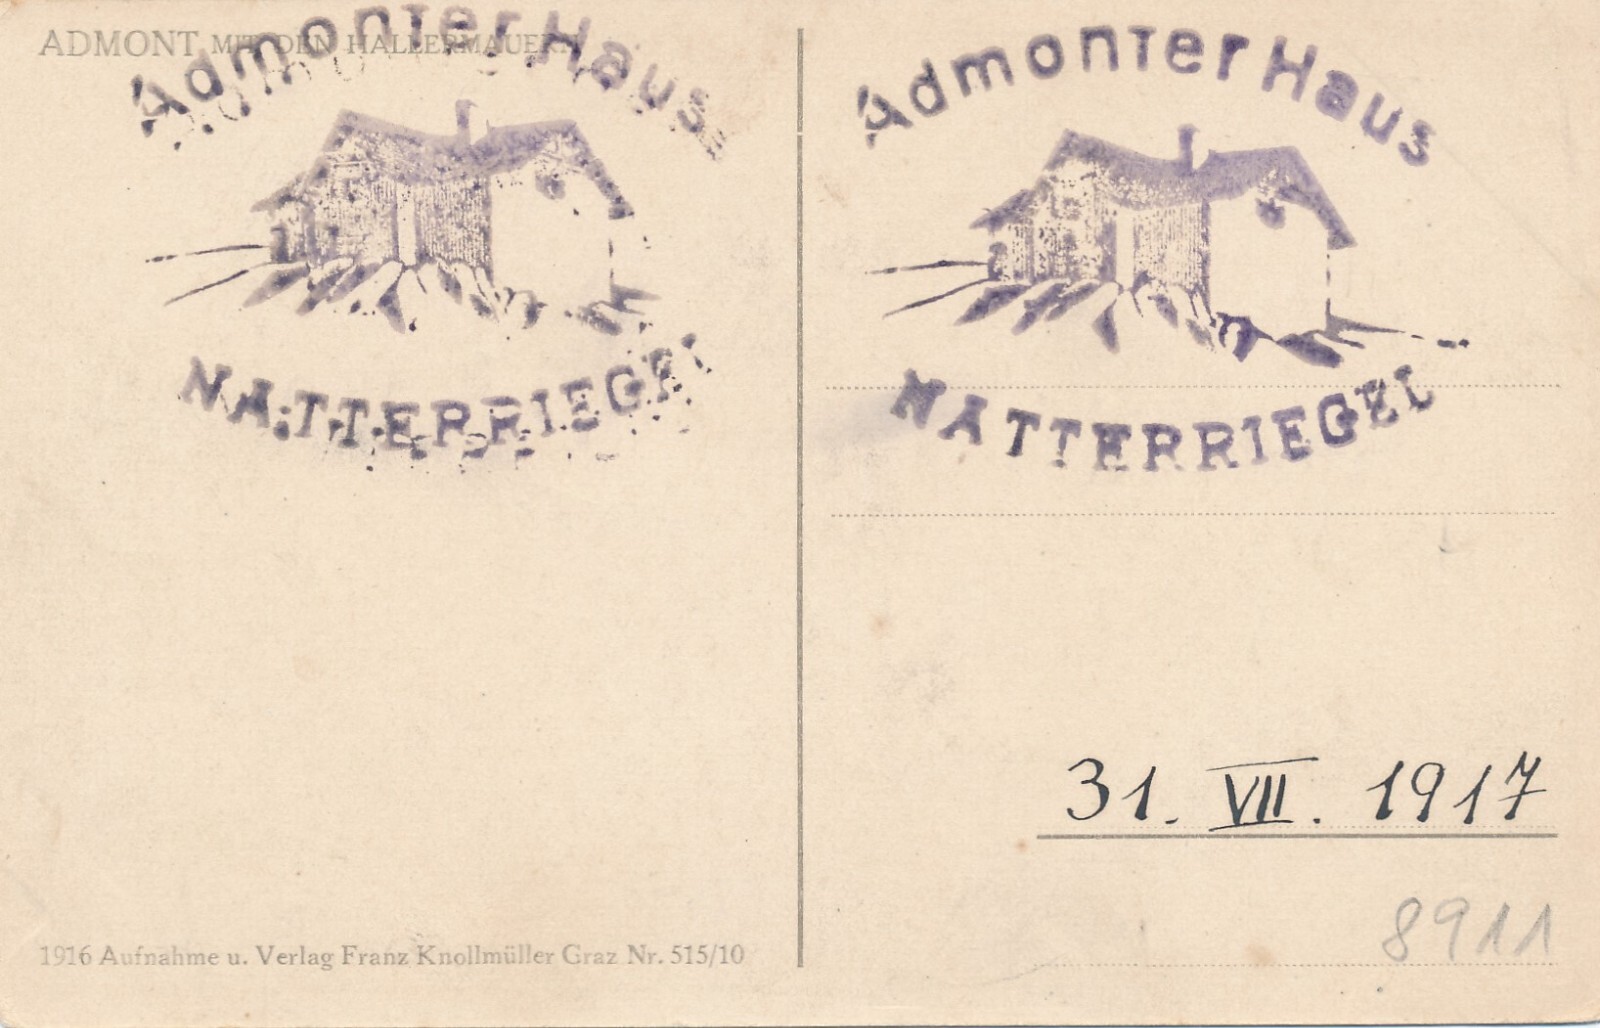 ADMONT MIT DEN HALLERMAUERN
Admonter Haus
NATTERRIEGEL
Admonter Haus
NATTERRIEGEL
31. VII. 1917
8911
1916 Aufnahme u. Verlag Franz Knollmüller Graz Nr. 515/10